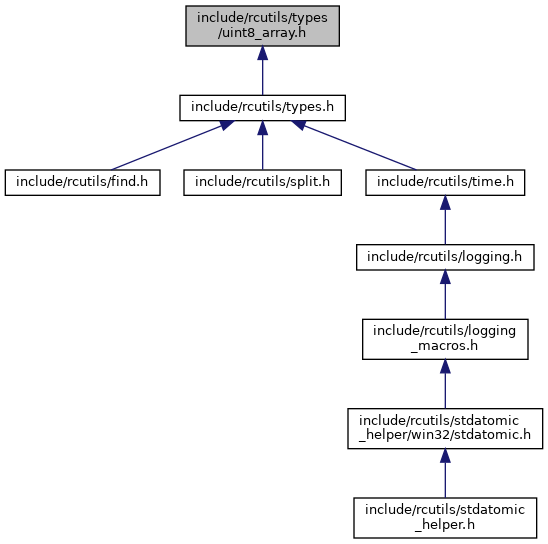 include/rcutils/types
/uint8_array.h
include/rcutils/types.h
include/rcutils/find.h
include/rcutils/split.h
include/rcutils/time.h
include/rcutils/logging.h
include/rcutils/logging
_macros.h
include/rcutils/stdatomic
_helper/win32/stdatomic.h
include/rcutils/stdatomic
_helper.h